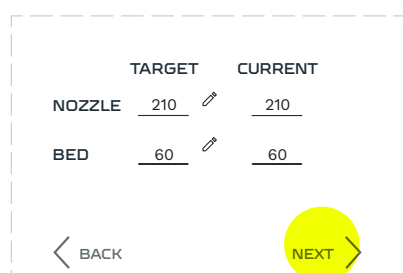 TARGET CURRENT
NOZZLE 210 210
BED 60 60
BACK NEXT